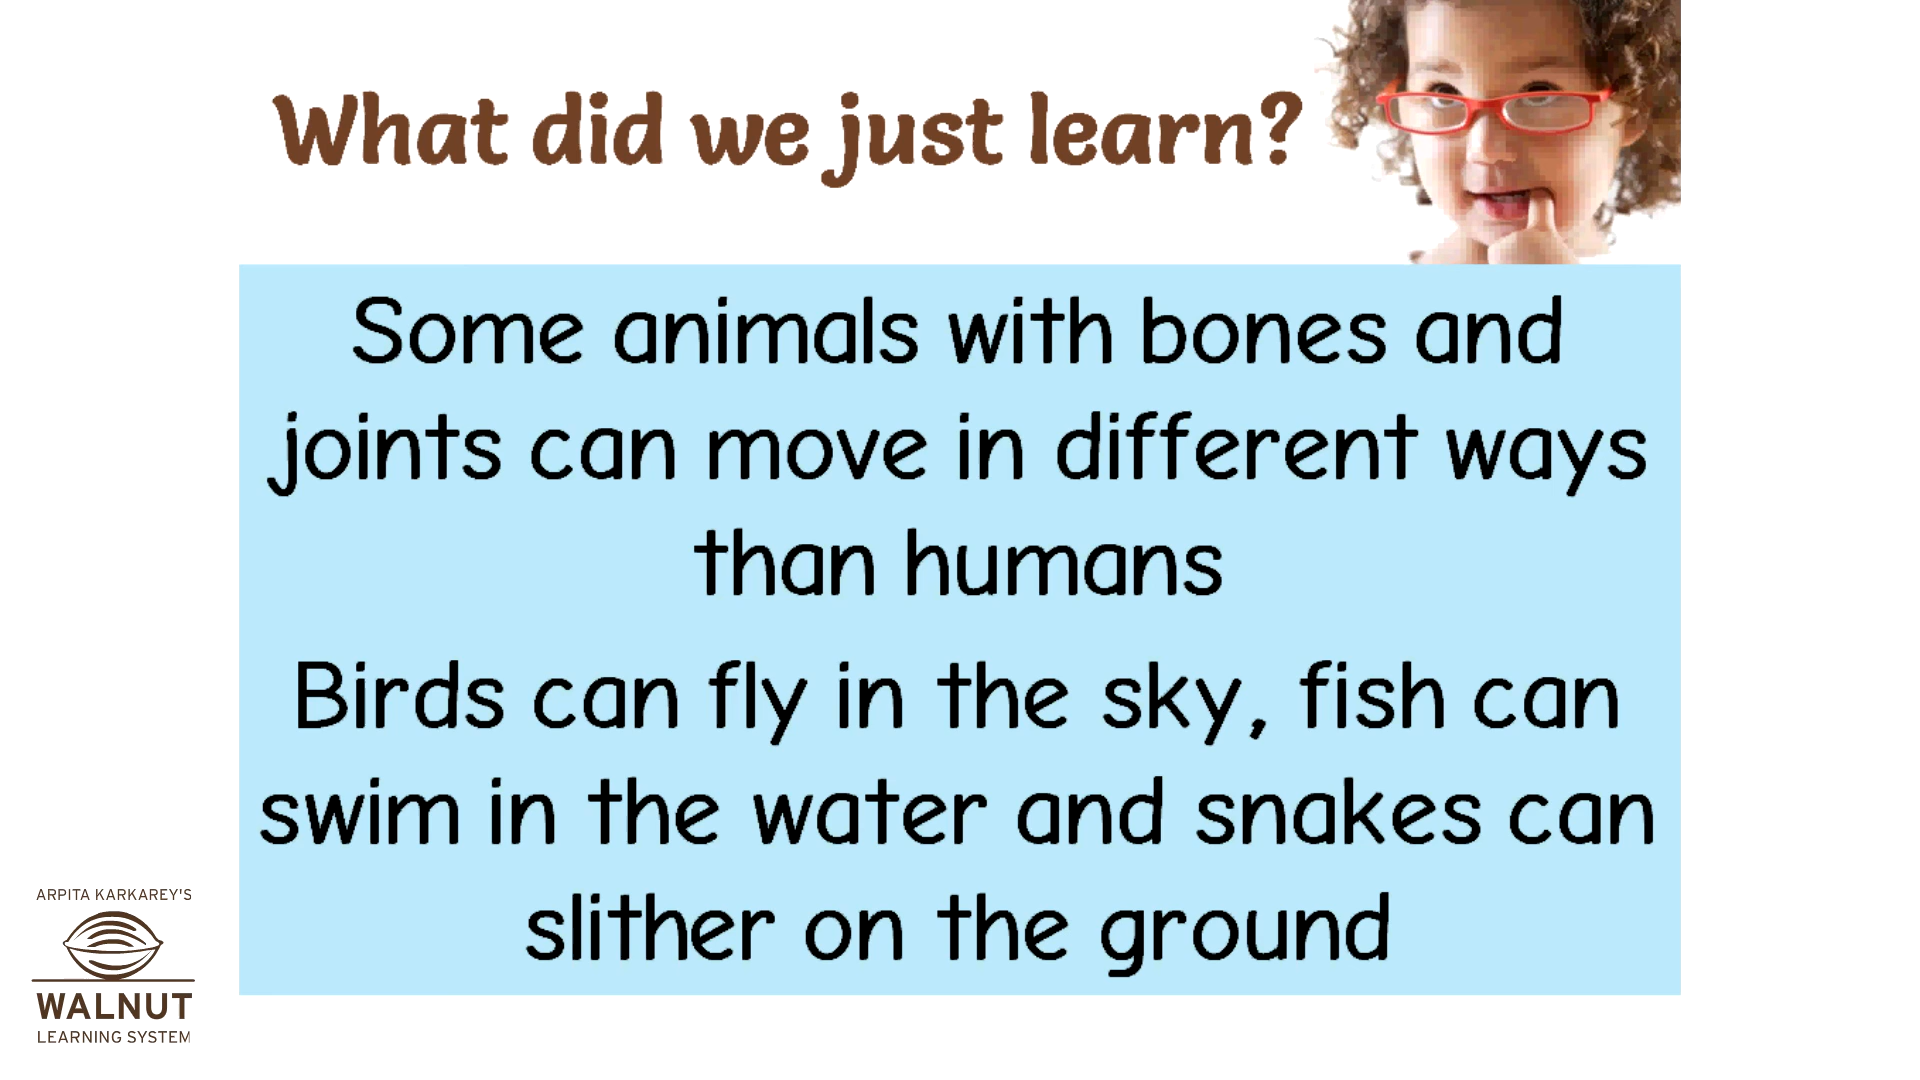 What did we just learn?
Some animals with bones and
joints can move in different ways
than humans
Birds can fly in the sky, fish can
swim in the water and snakes can
slither on the ground
ARPITA KARKAREY'S
WALNUT
LEARNING SYSTEM